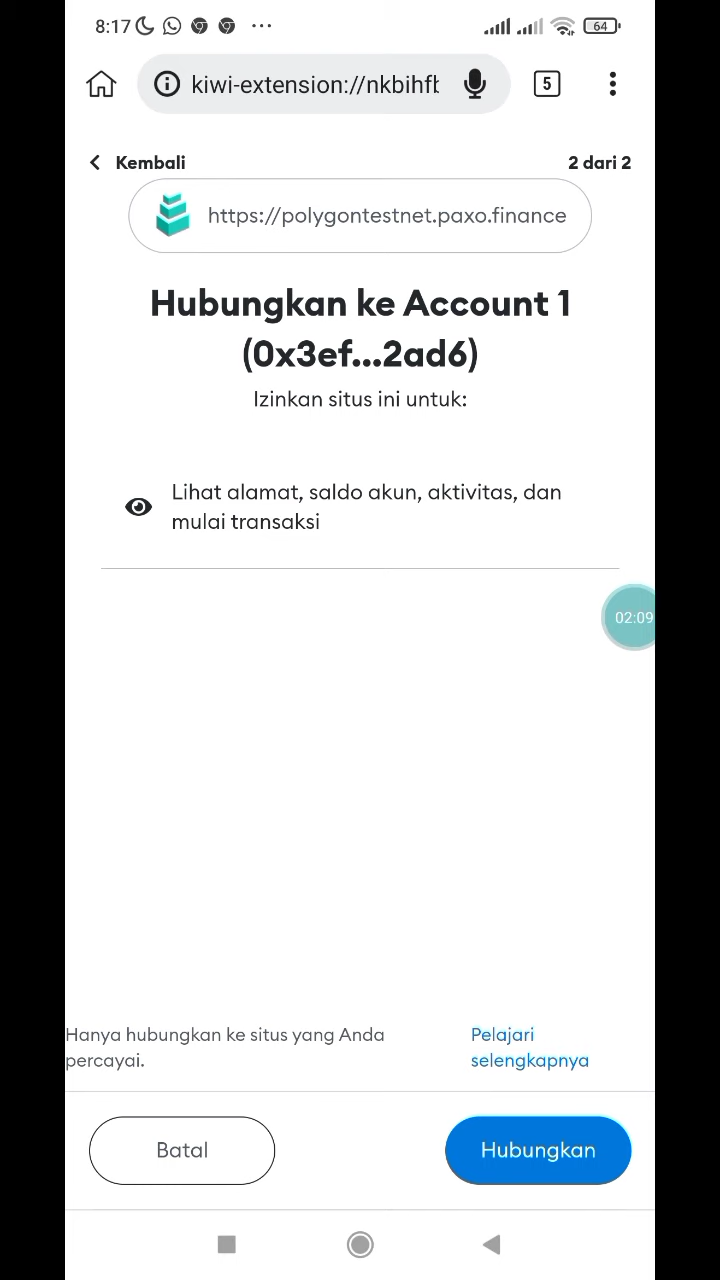 8:17
64
kiwi-extension://nkbihfb
5
Kembali
2 dari 2
https://polygontestnet.paxo.finance
Hubungkan ke Account 1
(0x3ef...2ad6)
Izinkan situs ini untuk:
Lihat alamat, saldo akun, aktivitas, dan
mulai transaksi
02:09
Hanya hubungkan ke situs yang Anda
percayai.
Pelajari
selengkapnya
Batal
Hubungkan